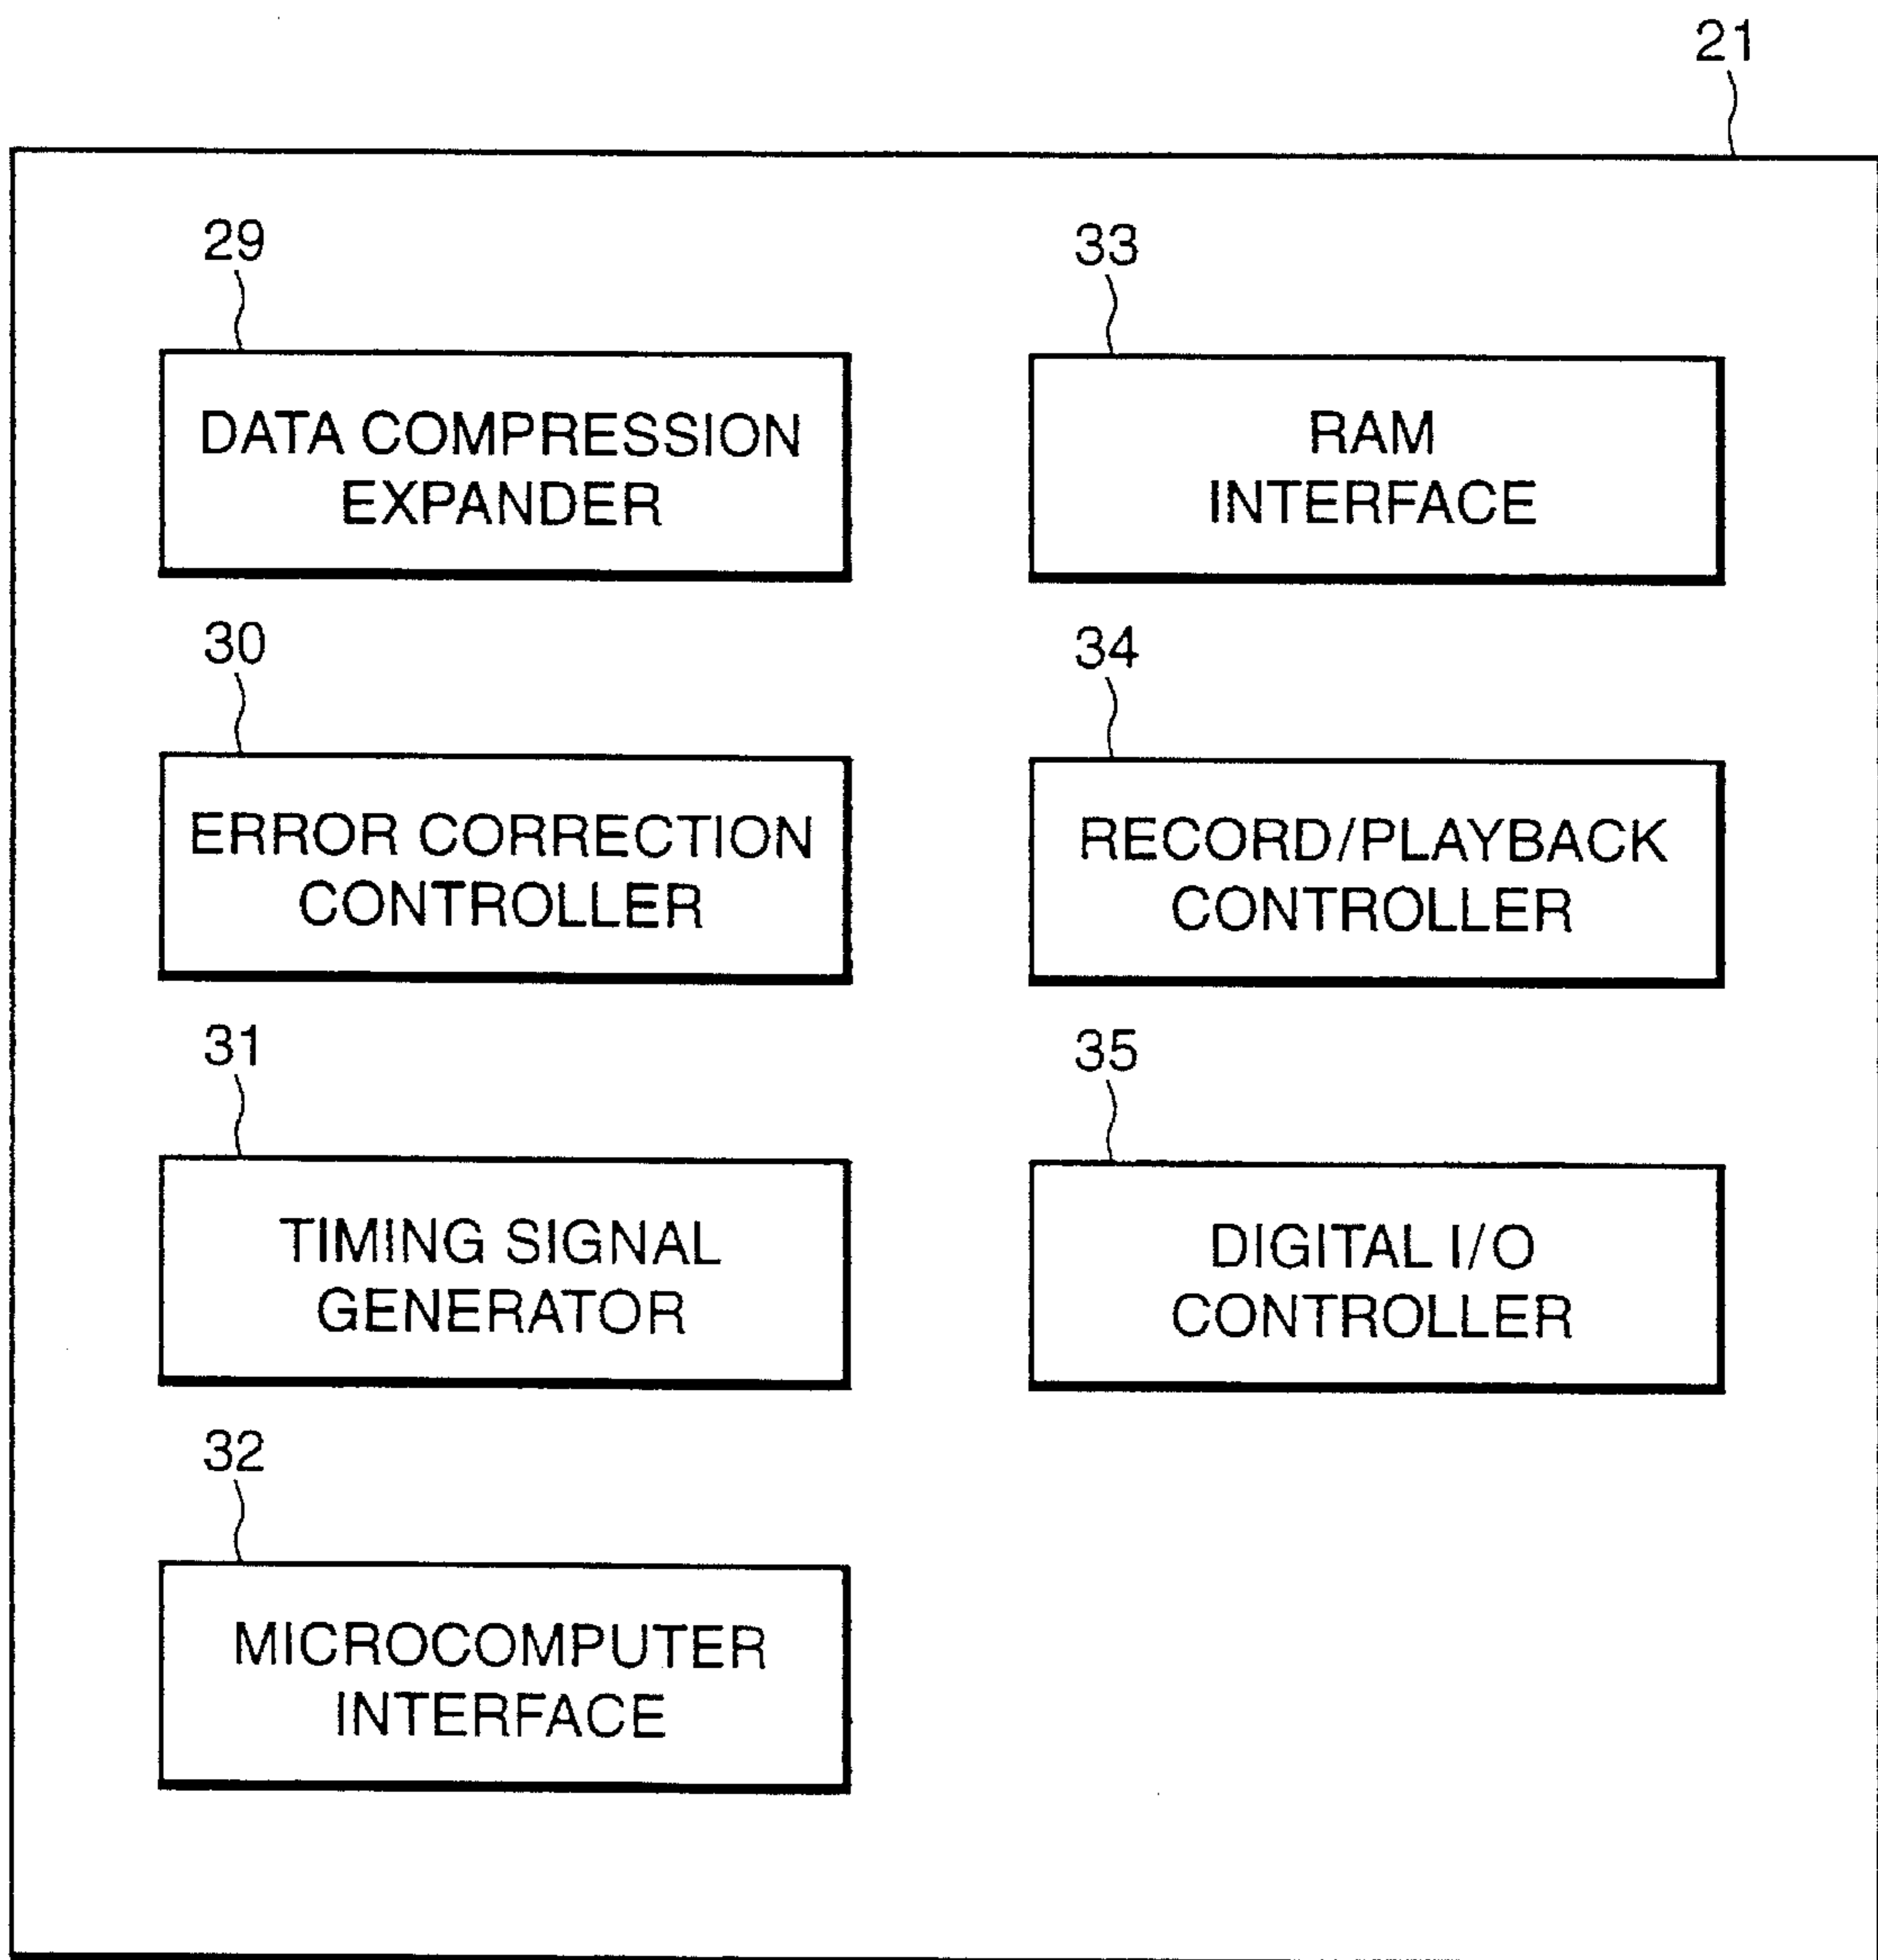 21
29
DATA COMPRESSION
EXPANDER
33
RAM
INTERFACE
30
ERROR CORRECTION
CONTROLLER
34
RECORD/PLAYBACK
CONTROLLER
31
TIMING SIGNAL
GENERATOR
35
DIGITAL I/O
CONTROLLER
32
MICROCOMPUTER
INTERFACE